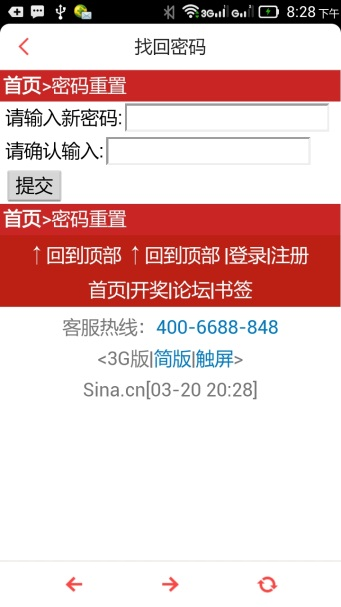 3G G 8:28 下午
找回密码
首页>密码重置
请输入新密码:
请确认输入:
提交
首页>密码重置
↑回到顶部 ↑回到顶部 |登录|注册
首页|开奖|论坛|书签
客服热线：400-6688-848
<3G版|简版|触屏>
Sina.cn[03-20 20:28]